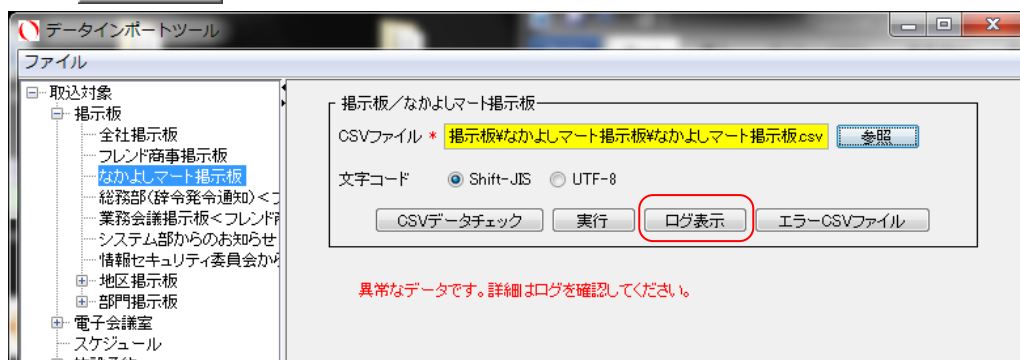 データインポートツール
ファイル
取込対象
掲示板
全社掲示板
フレンド商事掲示板
なかよしマート掲示板
総務部(辞令発令通知)<フ
業務会議掲示板<フレンド
システム部からのお知らせ
情報セキュリティ委員会か
地区掲示板
部門掲示板
電子会議室
スケジュール
掲示板／なかよしマート掲示板
CSVファイル * 掲示板¥なかよしマート掲示板¥なかよしマート掲示板.csv 参照
文字コード Shift-JIS UTF-8
CSVデータチェック 実行 ログ表示 エラーCSVファイル
異常なデータです。詳細はログを確認してください。